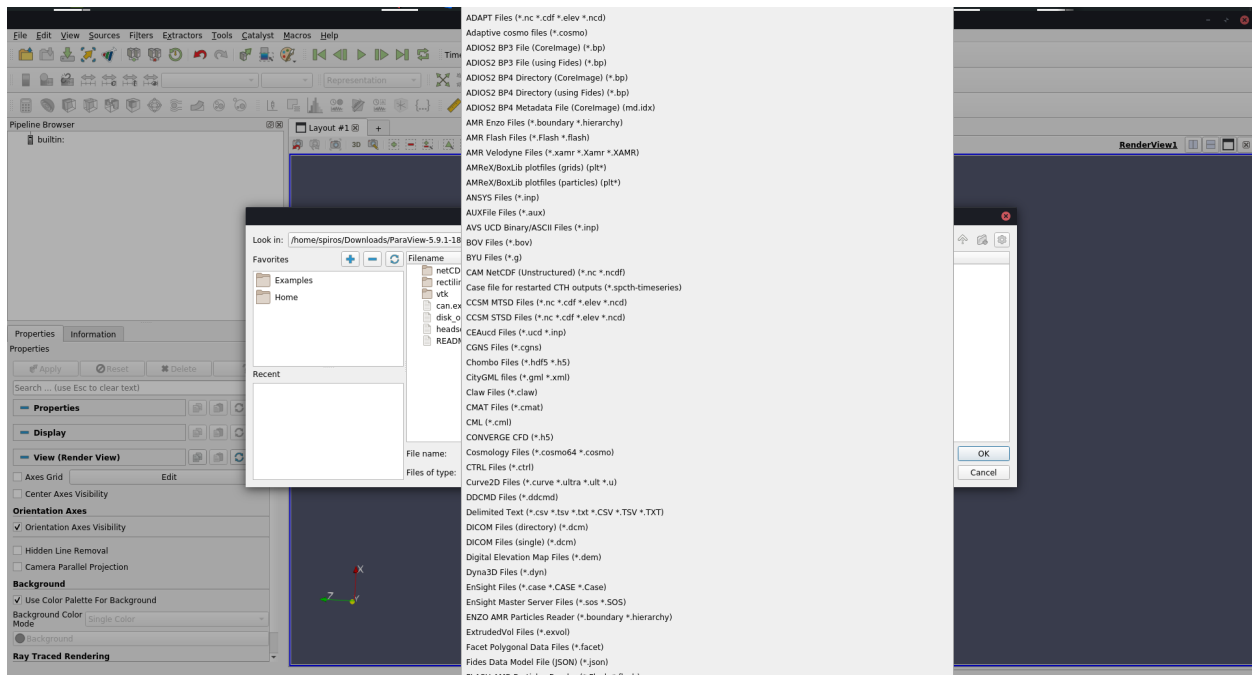 File Edit View Sources Filters Extractors Tools Catalyst Macros Help
Time
Representation
Pipeline Browser
builtin:
Layout #1
+
3D
RenderView1
Look in: /home/spiros/Downloads/ParaView-5.9.1-18
Favorites
Examples
Home
Recent
Filename
netCD
rectilin
vtk
can.ex
disk_o
heads
READM
File name:
Files of type:
OK
Cancel
Properties Information
Properties
Apply Reset Delete
Search ... (use Esc to clear text)
Properties
Display
View (Render View)
Axes Grid Edit
Center Axes Visibility
Orientation Axes
Orientation Axes Visibility
Hidden Line Removal
Camera Parallel Projection
Background
Use Color Palette For Background
Background Color Mode Single Color
Background
Ray Traced Rendering
X
Z
Y
ADAPT Files (*.nc *.cdf *.elev *.ncd)
Adaptive cosmo files (*.cosmo)
ADIOS2 BP3 File (CoreImage) (*.bp)
ADIOS2 BP3 File (using Fides) (*.bp)
ADIOS2 BP4 Directory (CoreImage) (*.bp)
ADIOS2 BP4 Directory (using Fides) (*.bp)
ADIOS2 BP4 Metadata File (CoreImage) (md.idx)
AMR Enzo Files (*.boundary *.hierarchy)
AMR Flash Files (*.Flash *.flash)
AMR Velodyne Files (*.xamr *.Xamr *.XAMR)
AMReX/BoxLib plotfiles (grids) (plt*)
AMReX/BoxLib plotfiles (particles) (plt*)
ANSYS Files (*.inp)
AUXFile Files (*.aux)
AVS UCD Binary/ASCII Files (*.inp)
BOV Files (*.bov)
BYU Files (*.g)
CAM NetCDF (Unstructured) (*.nc *.ncdf)
Case file for restarted CTH outputs (*.spcth-timeseries)
CCSM MTSD Files (*.nc *.cdf *.elev *.ncd)
CCSM STSD Files (*.nc *.cdf *.elev *.ncd)
CEAucd Files (*.ucd *.inp)
CGNS Files (*.cgns)
Chombo Files (*.hdf5 *.h5)
CityGML files (*.gml *.xml)
Claw Files (*.claw)
CMAT Files (*.cmat)
CML (*.cml)
CONVERGE CFD (*.h5)
Cosmology Files (*.cosmo64 *.cosmo)
CTRL Files (*.ctrl)
Curve2D Files (*.curve *.ultra *.ult *.u)
DDCMD Files (*.ddcmd)
Delimited Text (*.csv *.tsv *.txt *.CSV *.TSV *.TXT)
DICOM Files (directory) (*.dcm)
DICOM Files (single) (*.dcm)
Digital Elevation Map Files (*.dem)
Dyna3D Files (*.dyn)
EnSight Files (*.case *.CASE *.Case)
EnSight Master Server Files (*.sos *.SOS)
ENZO AMR Particles Reader (*.boundary *.hierarchy)
ExtrudedVol Files (*.exvol)
Facet Polygonal Data Files (*.facet)
Fides Data Model File (JSON) (*.json)